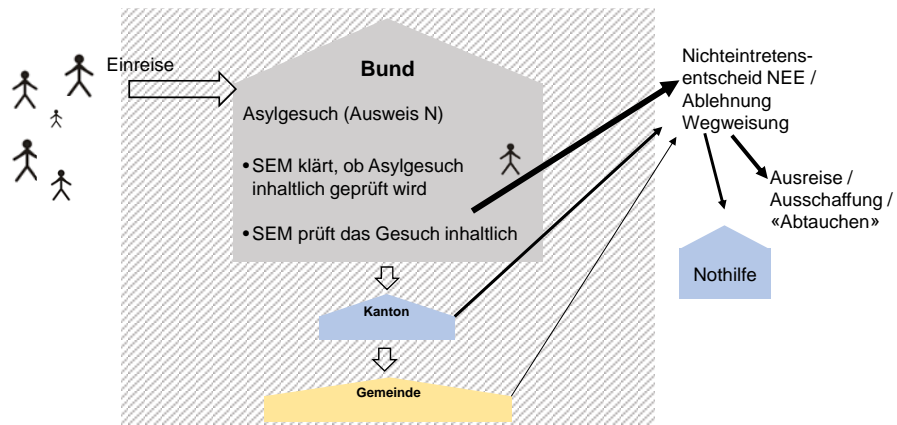 Einreise
Bund
Asylgesuch (Ausweis N)
•SEM klärt, ob Asylgesuch
inhaltlich geprüft wird
•SEM prüft das Gesuch inhaltlich
Kanton
Gemeinde
Nichteintretens-
entscheid NEE /
Ablehnung
Wegweisung
Ausreise /
Ausschaffung /
«Abtauchen»
Nothilfe